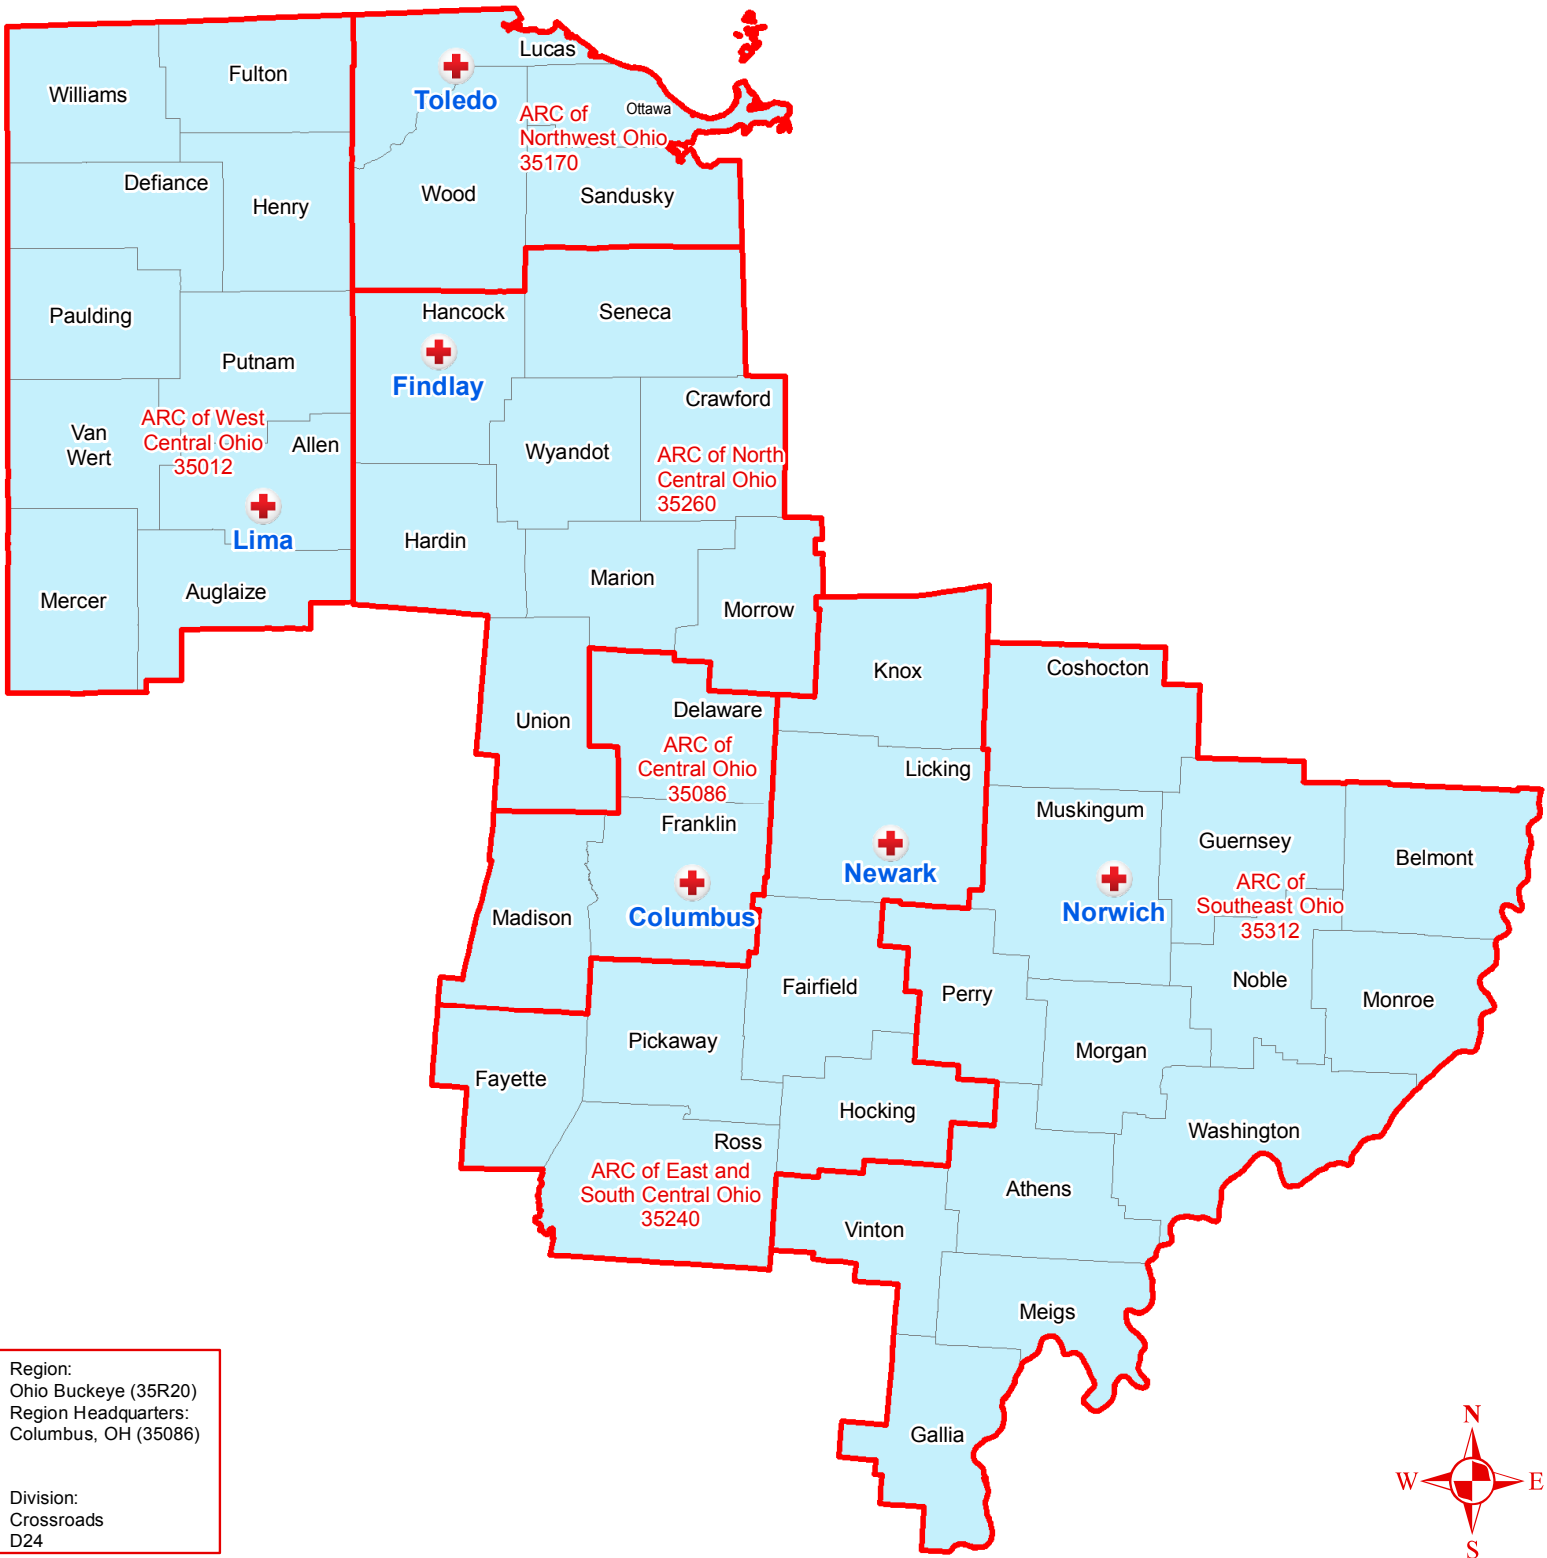 Lucas
Fulton
Williams
Toledo
Ottawa
ARC of
Northwest Ohio
35170
Defiance
Wood
Sandusky
Henry
Paulding
Hancock
Seneca
Putnam
Findlay
Crawford
ARC of West
Central Ohio
35012
Van
Wert
Allen
Wyandot
ARC of North
Central Ohio
35260
Lima
Hardin
Marion
Auglaize
Mercer
Morrow
Knox
Coshocton
Union
Delaware
ARC of
Central Ohio
35086
Licking
Franklin
Muskingum
Guernsey
Belmont
Newark
ARC of
Southeast Ohio
35312
Madison
Columbus
Norwich
Fairfield
Perry
Noble
Monroe
Pickaway
Morgan
Fayette
Hocking
Washington
Ross
ARC of East and
South Central Ohio
35240
Athens
Vinton
Meigs
Gallia
Region:
Ohio Buckeye (35R20)
Region Headquarters:
Columbus, OH (35086)
Division:
Crossroads
D24
N
W E
S